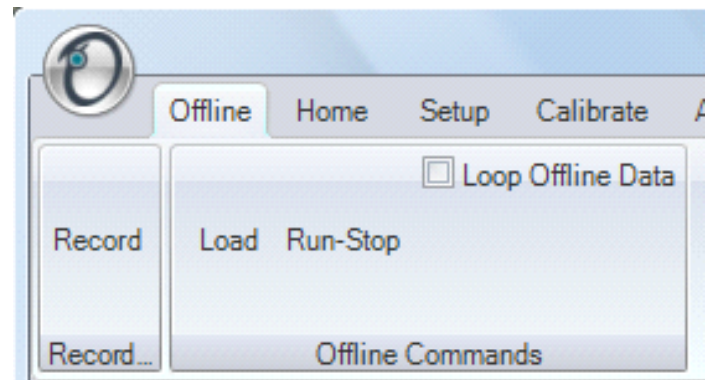 Offline Home Setup Calibrate A
Loop Offline Data
Record Load Run-Stop
Record... Offline Commands